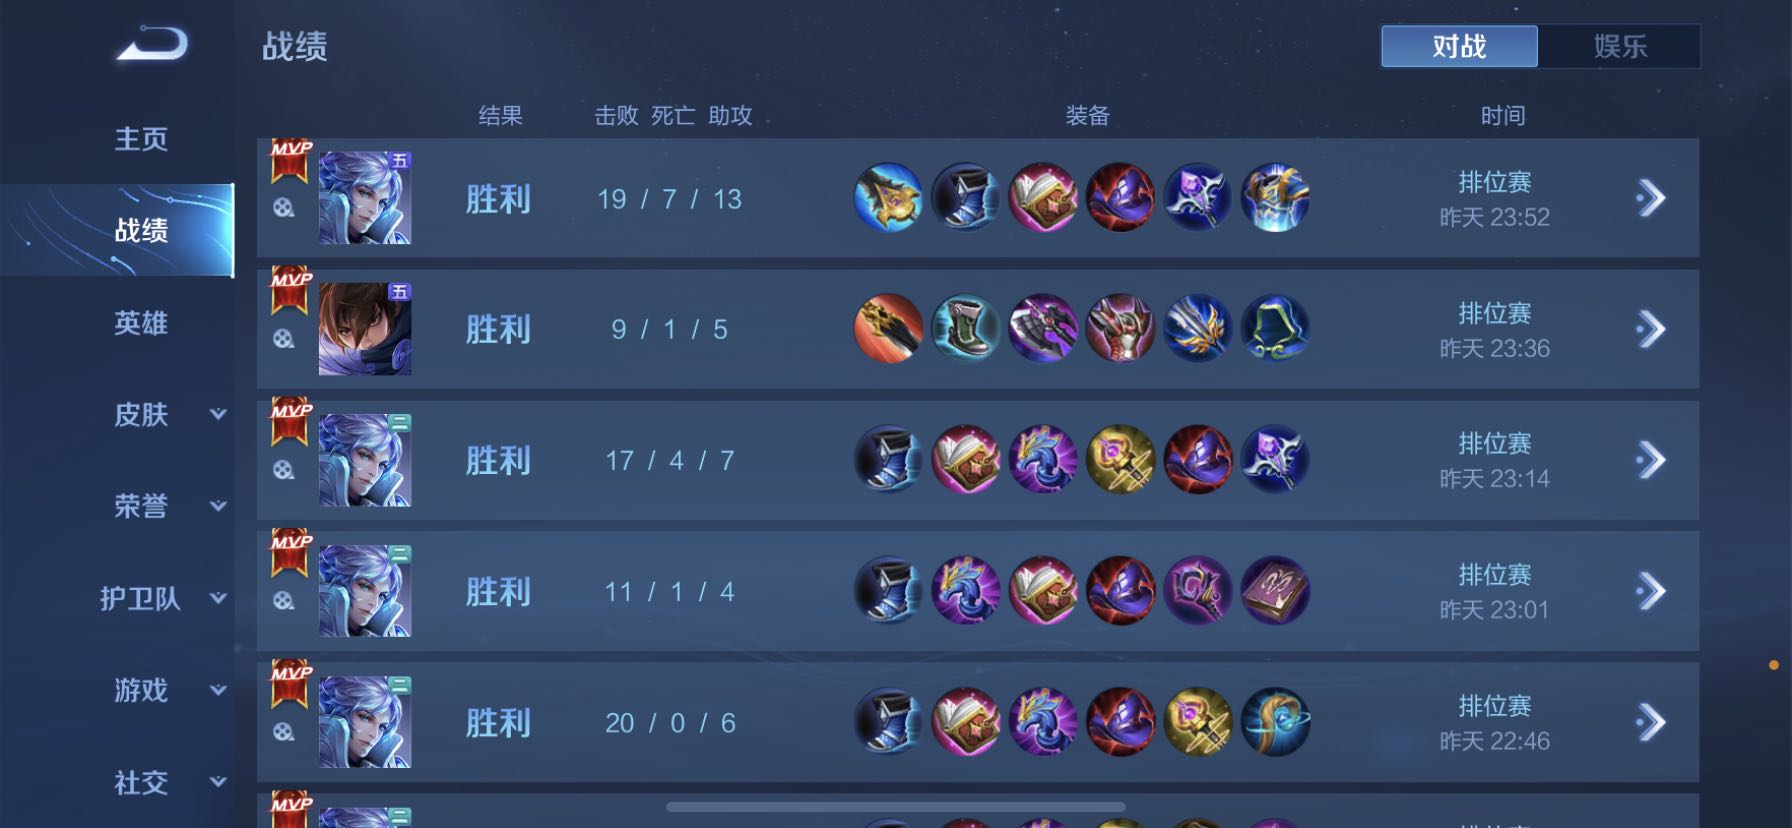 战绩
对战 娱乐
主页
战绩
英雄
皮肤
荣誉
护卫队
游戏
社交
结果 击败 死亡 助攻 装备 时间
MVP 五 胜利 19 / 7 / 13 排位赛
昨天 23:52
MVP 五 胜利 9 / 1 / 5 排位赛
昨天 23:36
MVP 二 胜利 17 / 4 / 7 排位赛
昨天 23:14
MVP 二 胜利 11 / 1 / 4 排位赛
昨天 23:01
MVP 二 胜利 20 / 0 / 6 排位赛
昨天 22:46
MVP 二